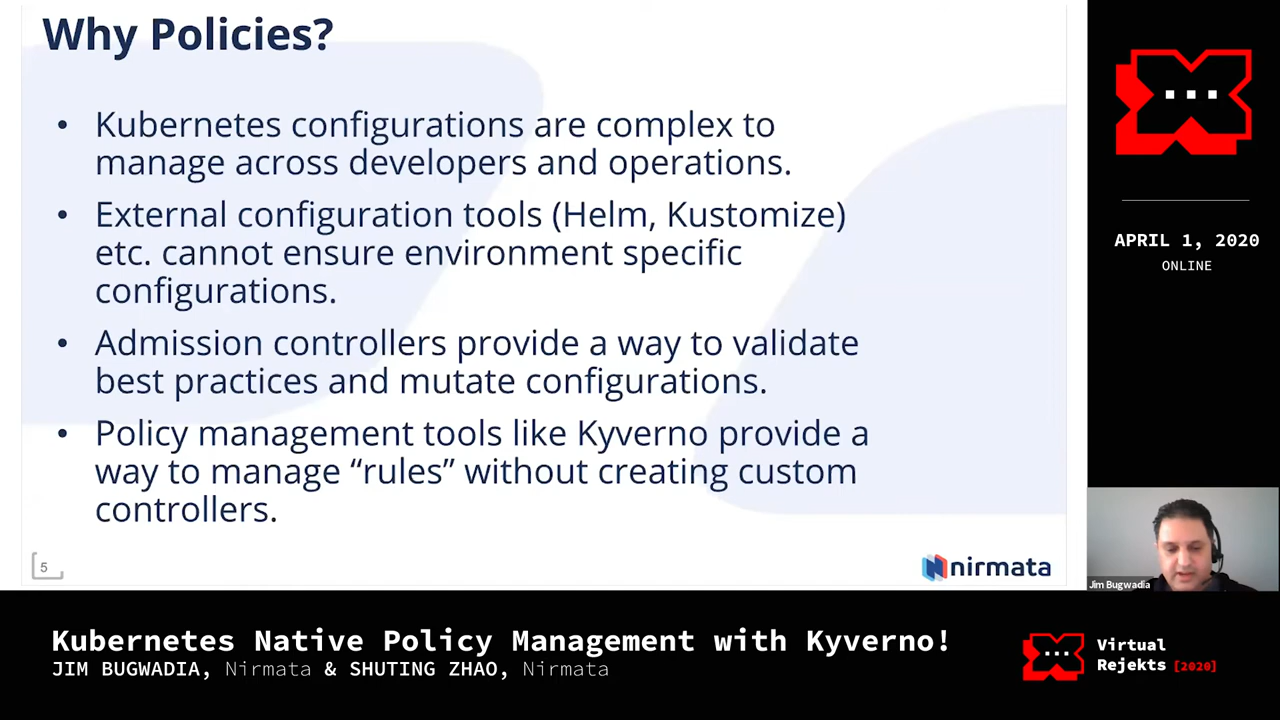 Why Policies?
• Kubernetes configurations are complex to
manage across developers and operations.
• External configuration tools (Helm, Kustomize)
etc. cannot ensure environment specific
configurations.
• Admission controllers provide a way to validate
best practices and mutate configurations.
• Policy management tools like Kyverno provide a
way to manage “rules” without creating custom
controllers.
5
nirmata
APRIL 1, 2020
ONLINE
Jim Bugwadia
Kubernetes Native Policy Management with Kyverno!
JIM BUGWADIA, Nirmata & SHUTING ZHAO, Nirmata
Virtual
Rejekts [2020]